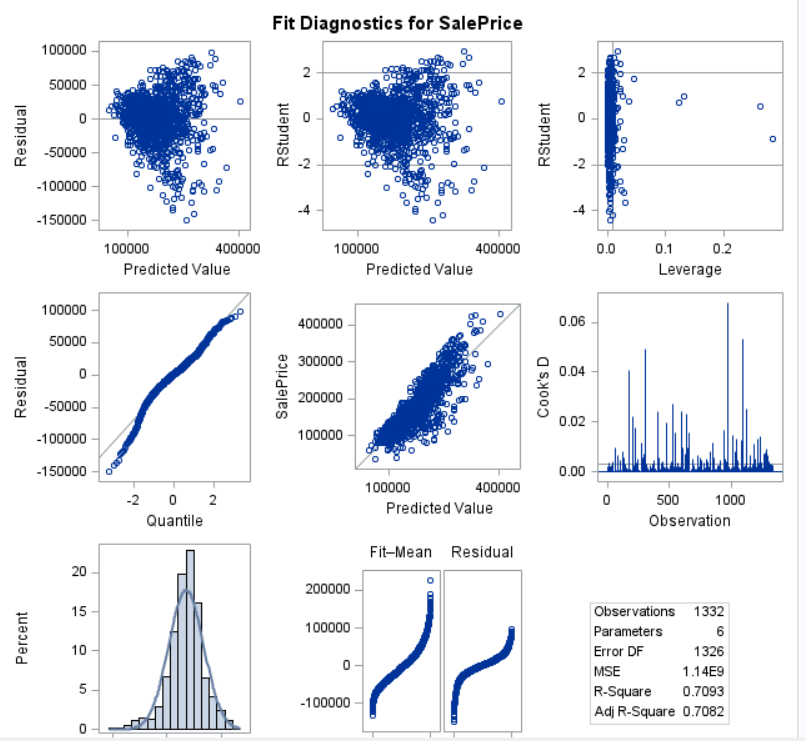 Fit Diagnostics for SalePrice
100000
50000
0
-50000
-100000
-150000
Residual
100000 400000
Predicted Value
2
0
-2
-4
RStudent
100000 400000
Predicted Value
2
0
-2
-4
RStudent
0.0 0.1 0.2
Leverage
100000
50000
0
-50000
-100000
-150000
Residual
-2 0 2
Quantile
400000
300000
200000
100000
SalePrice
100000 400000
Predicted Value
0.06
0.04
0.02
0.00
Cook's D
0 500 1000
Observation
20
15
10
5
0
Percent
Fit–Mean Residual
200000
100000
0
-100000
Observations 1332
Parameters 6
Error DF 1326
MSE 1.14E9
R-Square 0.7093
Adj R-Square 0.7082